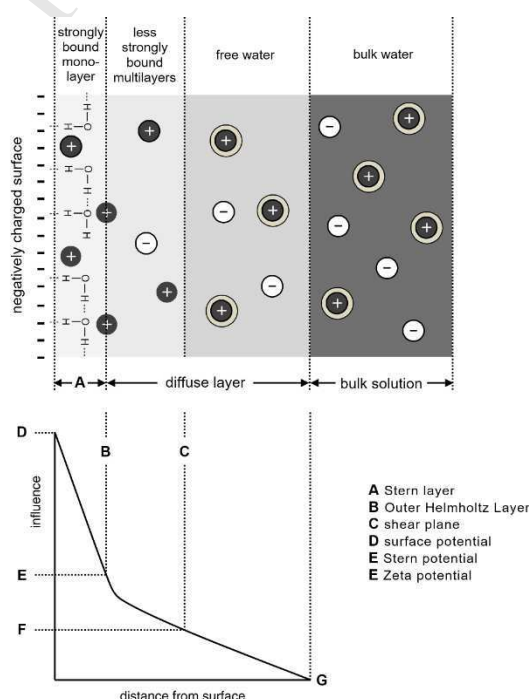 strongly
bound
mono-
layer
less
strongly
bound
multilayers
free water
bulk water
negatively charged surface
A
diffuse layer
bulk solution
D
B
C
influence
E
F
G
distance from surface
A Stern layer
B Outer Helmholtz Layer
C shear plane
D surface potential
E Stern potential
E Zeta potential